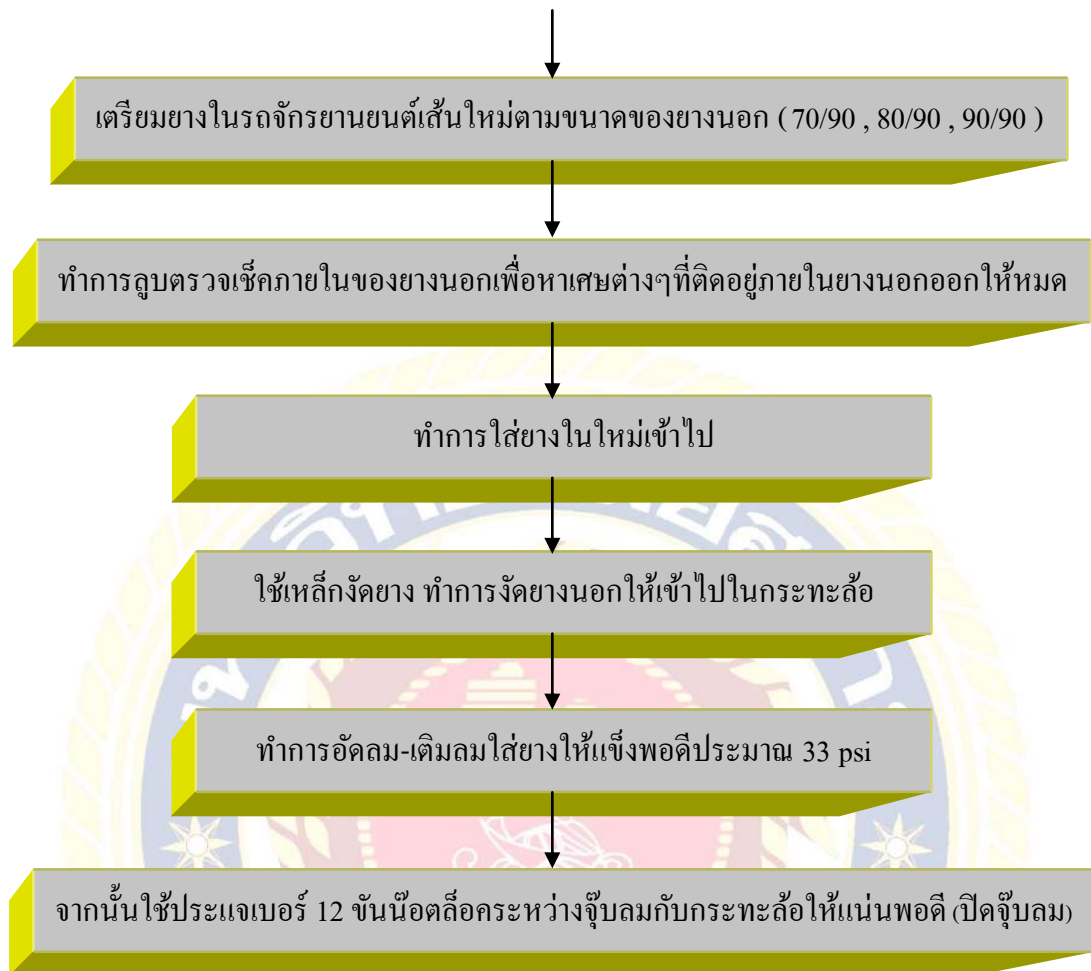 เตรียมยางในรถจักรยานยนต์เส้นใหม่ตามขนาดของยางนอก ( 70/90 , 80/90 , 90/90 )
ทำการลูบตรวจเช็คภายในของยางนอกเพื่อหาเศษต่างๆที่ติดอยู่ภายในยางนอกออกให้หมด
ทำการใส่ยางในใหม่เข้าไป
ใช้เหล็กงัดยาง ทำการงัดยางนอกให้เข้าไปในกระทะล้อ
ทำการอัดลม-เติมลมใส่ยางให้แข็งพอดีประมาณ 33 psi
จากนั้นใช้ประแจเบอร์ 12 ขันน๊อตล็อคระหว่างจุ๊บลมกับกระทะล้อให้แน่นพอดี (ปิดจุ๊บลม)